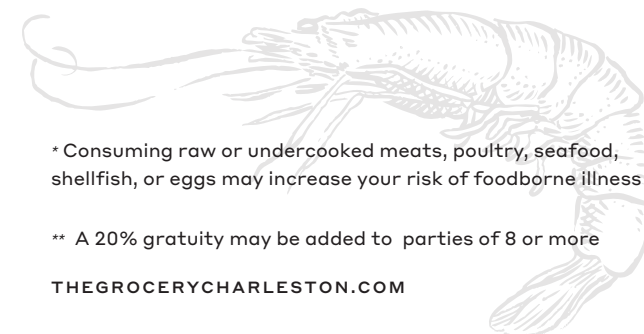 * Consuming raw or undercooked meats, poultry, seafood,
shellfish, or eggs may increase your risk of foodborne illness
** A 20% gratuity may be added to parties of 8 or more
THEGROCERYCHARLESTON.COM